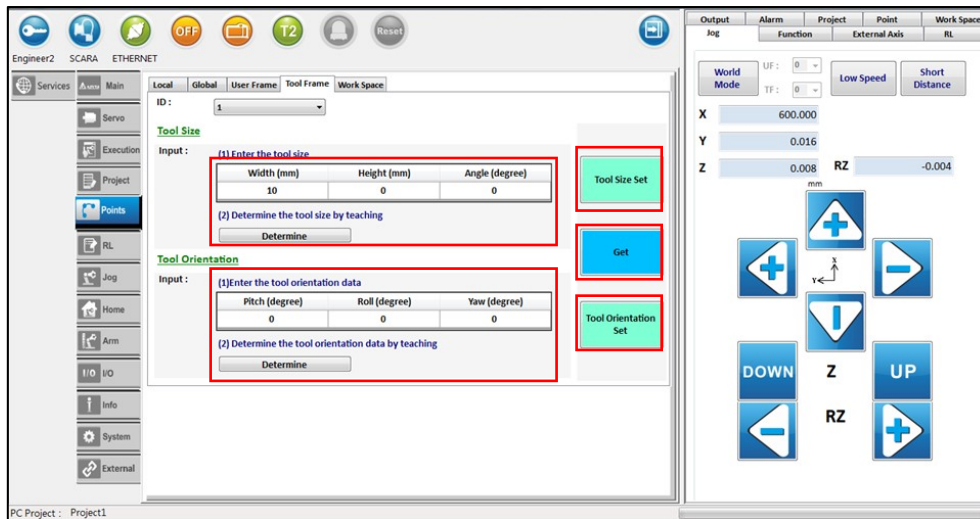 OFF
T2
Reset
Engineer2 SCARA ETHERNET
Services
Main
Servo
Execution
Project
Points
RL
Jog
Home
Arm
I/O I/O
Info
System
External
Local Global User Frame Tool Frame Work Space
ID : 1
Tool Size
Input : (1) Enter the tool size
Width (mm) Height (mm) Angle (degree)
10 0 0
(2) Determine the tool size by teaching
Determine
Tool Orientation
Input : (1)Enter the tool orientation data
Pitch (degree) Roll (degree) Yaw (degree)
0 0 0
(2) Determine the tool orientation data by teaching
Determine
Tool Size Set
Get
Tool Orientation
Set
Output Alarm Project Point Work Space
Jog Function External Axis RL
World
Mode
UF : 0
TF : 0
Low Speed
Short
Distance
X 600.000
Y 0.016
Z 0.008 RZ -0.004
mm
X
Y
DOWN Z UP
RZ
PC Project : Project1